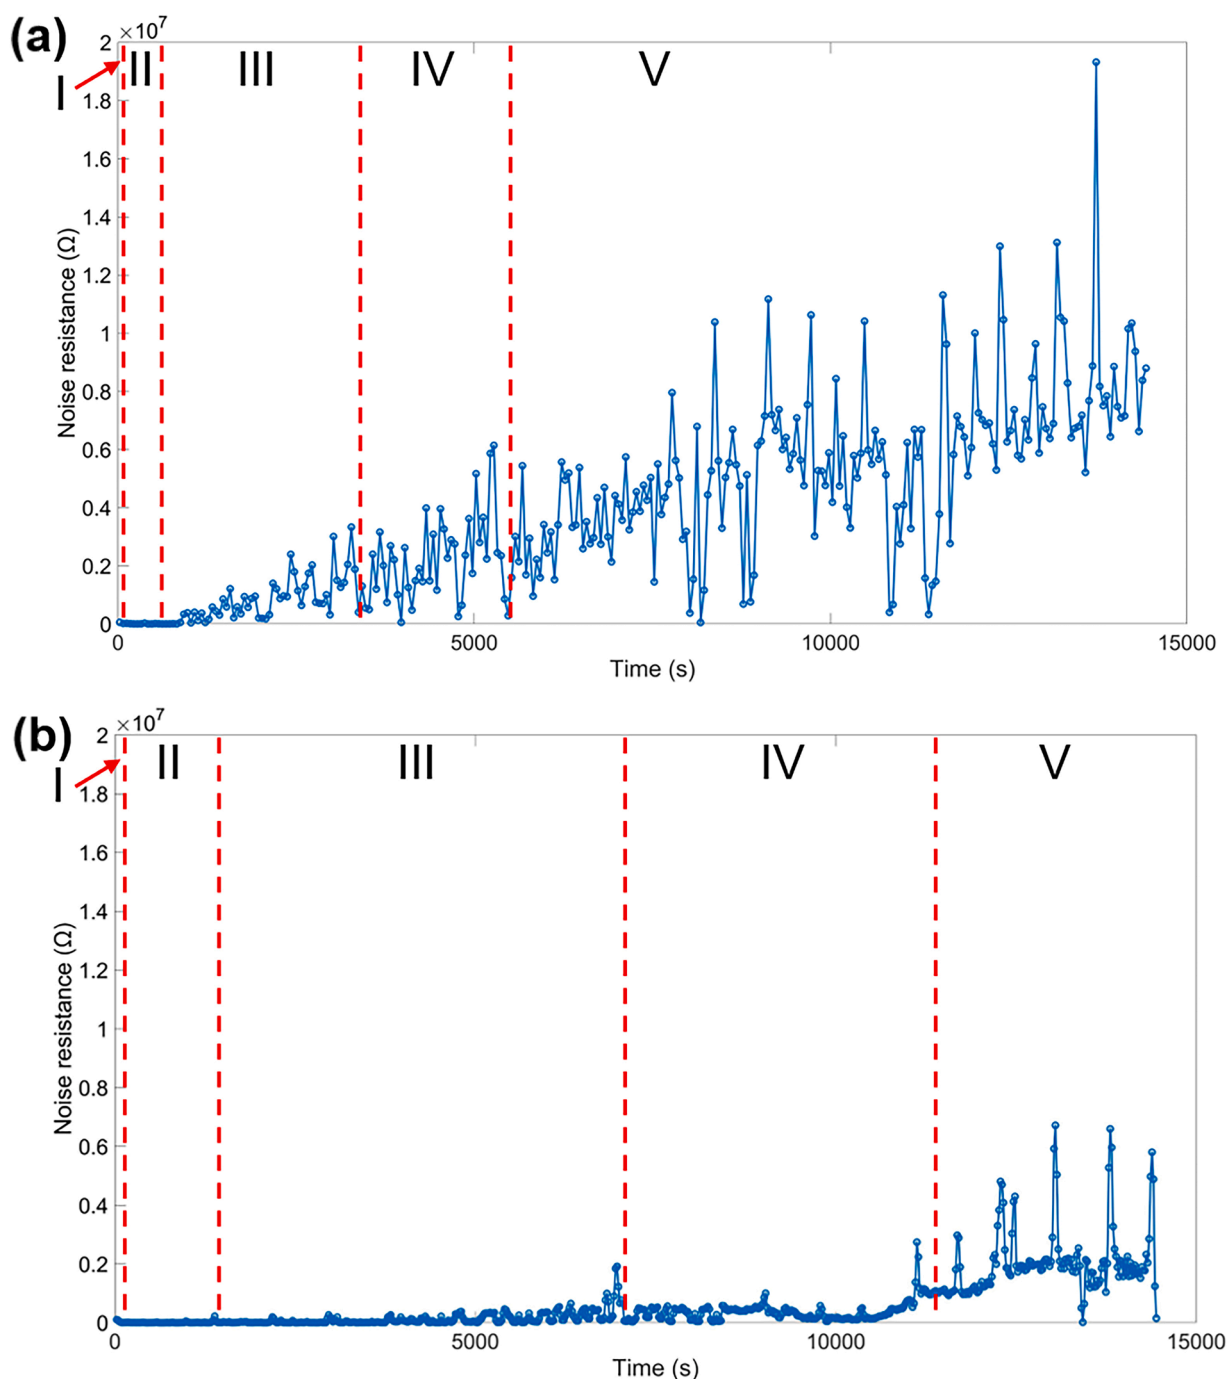 (a)
×10⁷
I
II
III
IV
V
2
1.8
1.6
1.4
1.2
1
0.8
0.6
0.4
0.2
0
Noise resistance (Ω)
0
5000
10000
15000
Time (s)
(b)
×10⁷
I
II
III
IV
V
2
1.8
1.6
1.4
1.2
1
0.8
0.6
0.4
0.2
0
Noise resistance (Ω)
0
5000
10000
15000
Time (s)